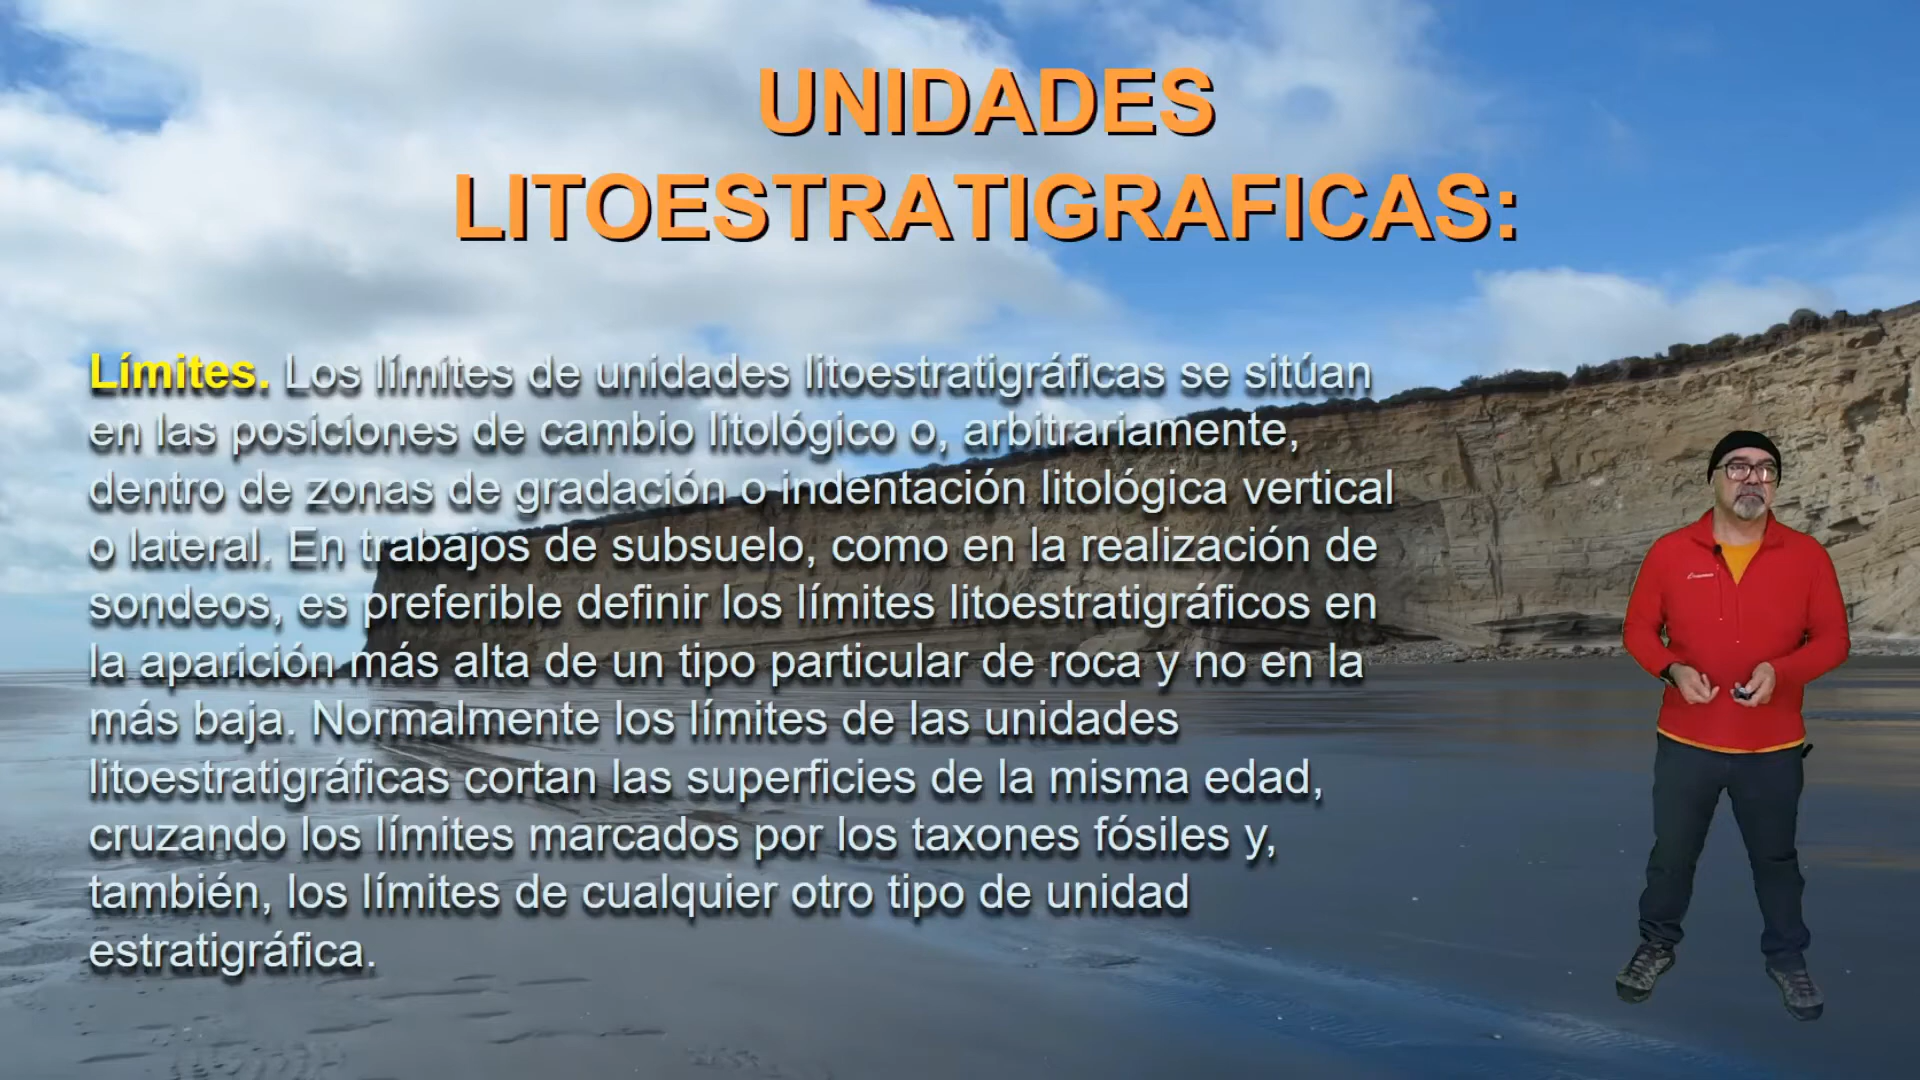 UNIDADES
LITOESTRATIGRAFICAS:
Límites. Los límites de unidades litoestratigráficas se sitúan
en las posiciones de cambio litológico o, arbitrariamente,
dentro de zonas de gradación o indentación litológica vertical
o lateral. En trabajos de subsuelo, como en la realización de
sondeos, es preferible definir los límites litoestratigráficos en
la aparición más alta de un tipo particular de roca y no en la
más baja. Normalmente los límites de las unidades
litoestratigráficas cortan las superficies de la misma edad,
cruzando los límites marcados por los taxones fósiles y,
también, los límites de cualquier otro tipo de unidad
estratigráfica.